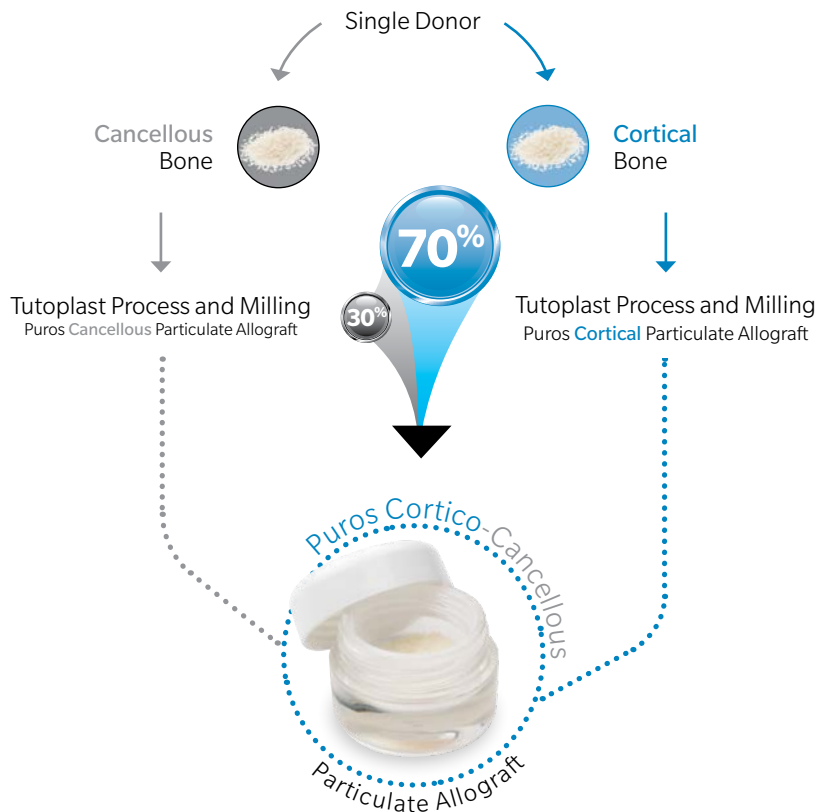 Single Donor
Cancellous
Bone
Cortical
Bone
70%
30%
Tutoplast Process and Milling
Puros Cancellous Particulate Allograft
Tutoplast Process and Milling
Puros Cortical Particulate Allograft
Puros Cortico-Cancellous
Particulate Allograft